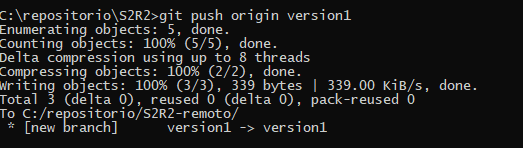 C:\repositorio\S2R2>git push origin version1
Enumerating objects: 5, done.
Counting objects: 100% (5/5), done.
Delta compression using up to 8 threads
Compressing objects: 100% (2/2), done.
Writing objects: 100% (3/3), 339 bytes | 339.00 KiB/s, done.
Total 3 (delta 0), reused 0 (delta 0), pack-reused 0
To C:/repositorio/S2R2-remoto/
 * [new branch]      version1 -> version1